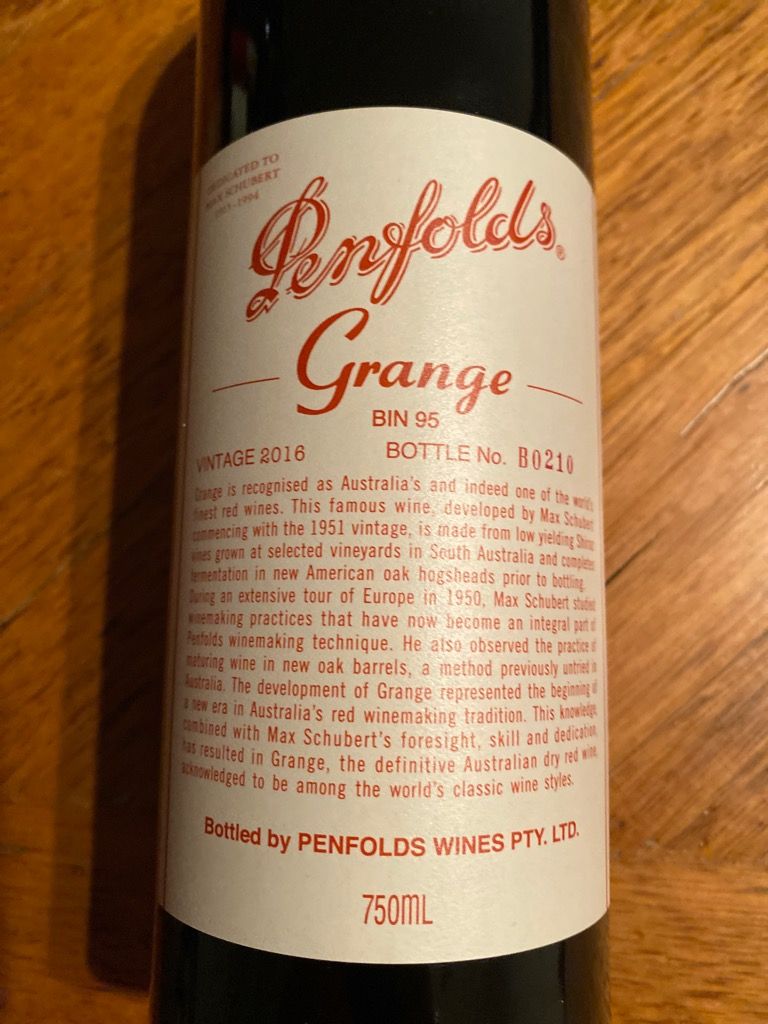 DEDICATED TO
MAX SCHUBERT
1915-1994
Penfolds®
Grange
BIN 95
VINTAGE 2016 BOTTLE No. B0210
Grange is recognised as Australia's and indeed one of the world's
finest red wines. This famous wine, developed by Max Schubert
commencing with the 1951 vintage, is made from low yielding Shiraz
vines grown at selected vineyards in South Australia and completes
fermentation in new American oak hogsheads prior to bottling.
During an extensive tour of Europe in 1950, Max Schubert studied
winemaking practices that have now become an integral part of
Penfolds winemaking technique. He also observed the practice of
maturing wine in new oak barrels, a method previously untried in
Australia. The development of Grange represented the beginning of
a new era in Australia's red winemaking tradition. This knowledge,
combined with Max Schubert's foresight, skill and dedication,
has resulted in Grange, the definitive Australian dry red wine,
acknowledged to be among the world's classic wine styles.
Bottled by PENFOLDS WINES PTY. LTD.
750ML